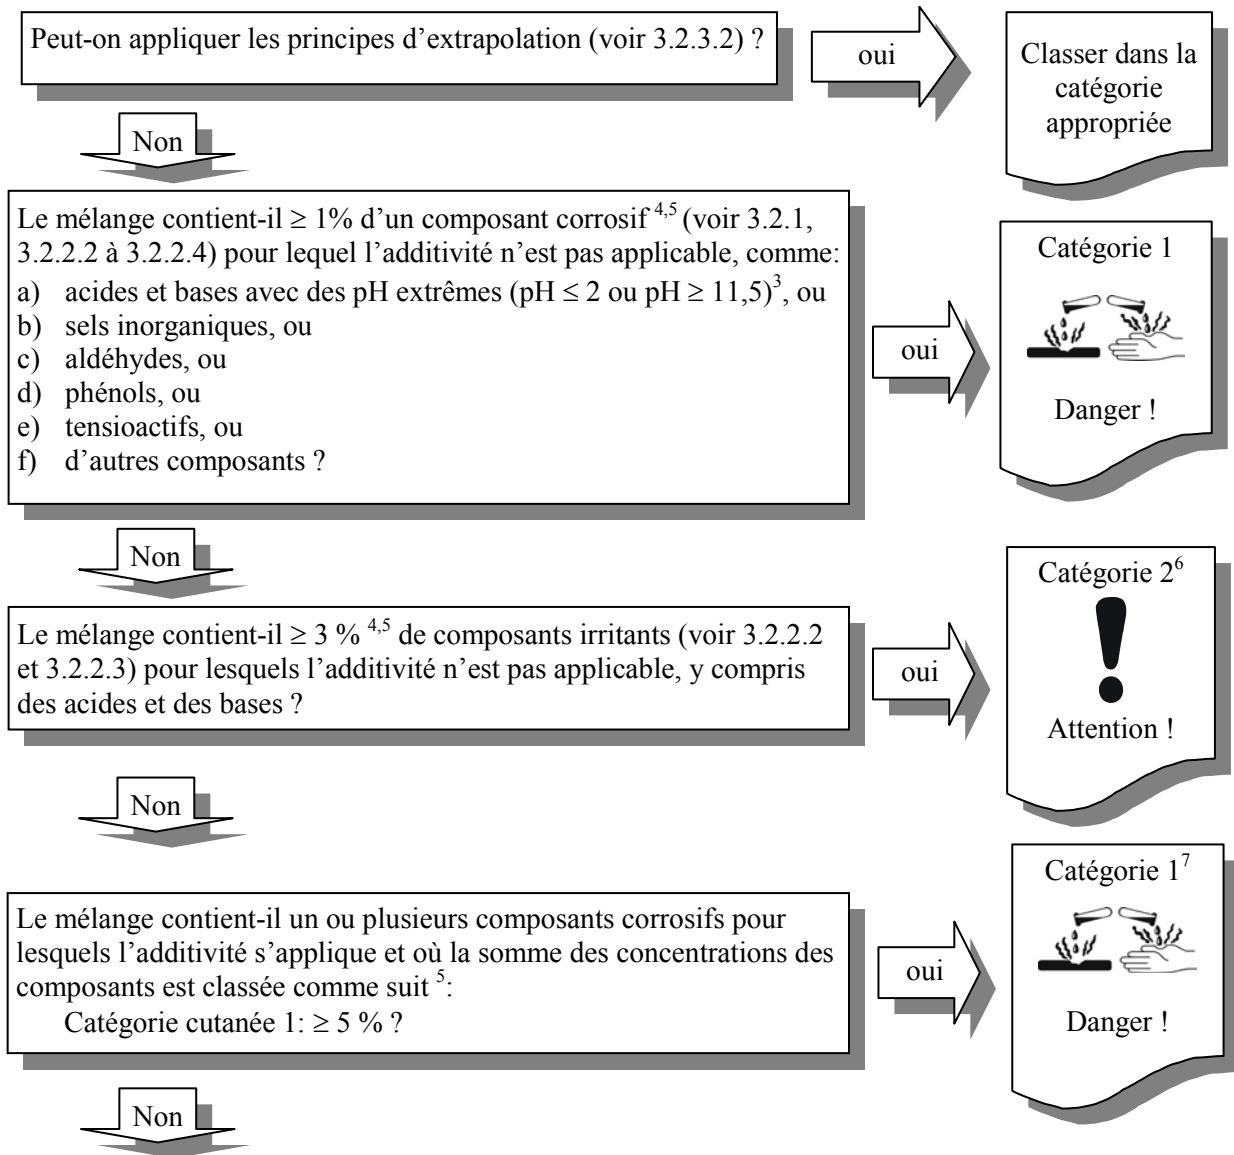 Peut-on appliquer les principes d’extrapolation (voir 3.2.3.2) ?
oui
Classer dans la
catégorie
appropriée
Non
Le mélange contient-il ≥ 1% d’un composant corrosif 4,5 (voir 3.2.1,
3.2.2.2 à 3.2.2.4) pour lequel l’additivité n’est pas applicable, comme:
a) acides et bases avec des pH extrêmes (pH ≤ 2 ou pH ≥ 11,5)3, ou
b) sels inorganiques, ou
c) aldéhydes, ou
d) phénols, ou
e) tensioactifs, ou
f) d’autres composants ?
oui
Catégorie 1
Danger !
Non
Le mélange contient-il ≥ 3 % 4,5 de composants irritants (voir 3.2.2.2
et 3.2.2.3) pour lesquels l’additivité n’est pas applicable, y compris
des acides et des bases ?
oui
Catégorie 26
Attention !
Non
Le mélange contient-il un ou plusieurs composants corrosifs pour
lesquels l’additivité s’applique et où la somme des concentrations des
composants est classée comme suit 5:
Catégorie cutanée 1: ≥ 5 % ?
oui
Catégorie 17
Danger !
Non